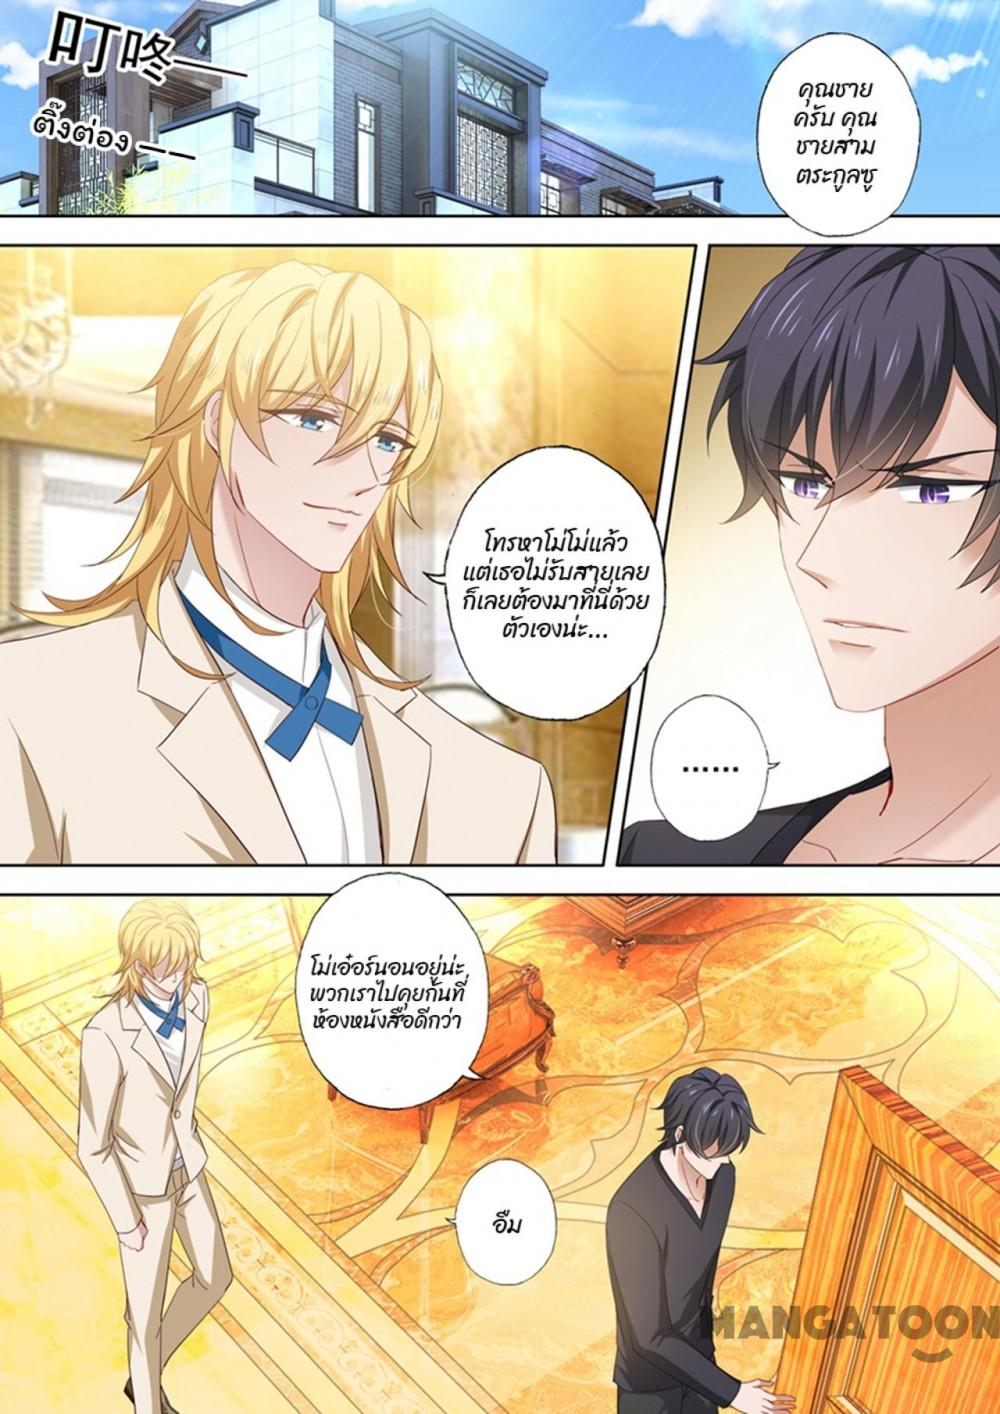 叮咚——
ติ๊งต่อง ——
คุณชาย
ครับ คุณ
ชายสาม
ตระกูลซู
โทรหาโม่โม่แล้ว
แต่เธอไม่รับสายเลย
ก็เลยต้องมาที่นี่ด้วย
ตัวเองน่ะ...
......
โม่เอ๋อร์นอนอยู่น่ะ
พวกเราไปคุยกันที่
ห้องหนังสือดีกว่า
อืม
MANGATOON